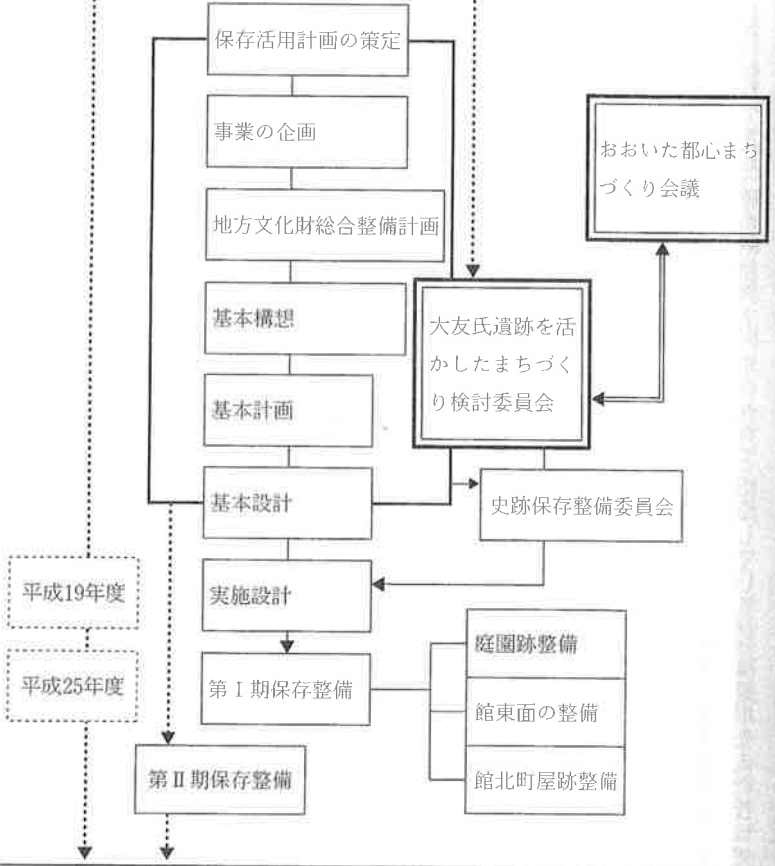 保存活用計画の策定
事業の企画
地方文化財総合整備計画
おおいた都心まち
づくり会議
基本構想
大友氏遺跡を活
かしたまちづく
り検討委員会
基本計画
基本設計
史跡保存整備委員会
平成19年度
実施設計
平成25年度
第Ⅰ期保存整備
庭園跡整備
館東面の整備
館北町屋跡整備
第Ⅱ期保存整備